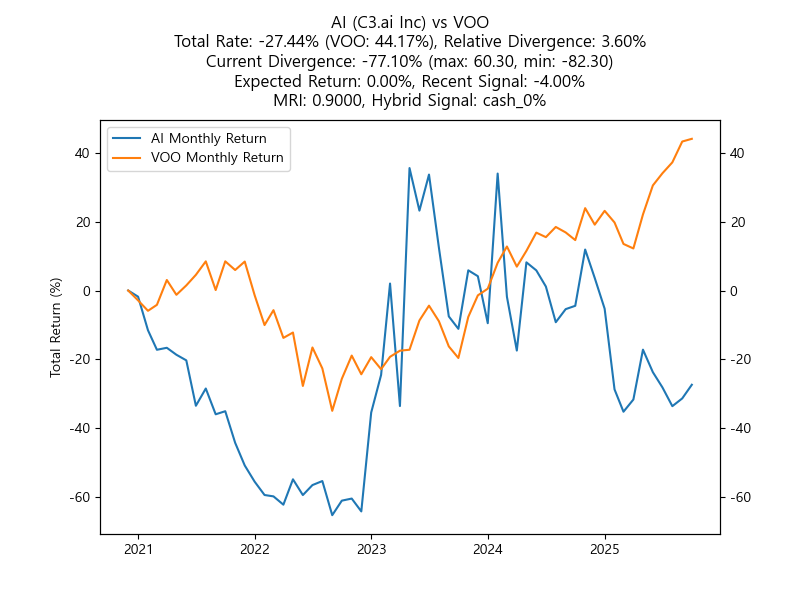 AI (C3.ai Inc) vs VOO
Total Rate: -27.44% (VOO: 44.17%), Relative Divergence: 3.60%
Current Divergence: -77.10% (max: 60.30, min: -82.30)
Expected Return: 0.00%, Recent Signal: -4.00%
MRI: 0.9000, Hybrid Signal: cash_0%
AI Monthly Return
VOO Monthly Return
Total Return (%)
40
20
0
-20
-40
-60
40
20
0
-20
-40
-60
2021
2022
2023
2024
2025